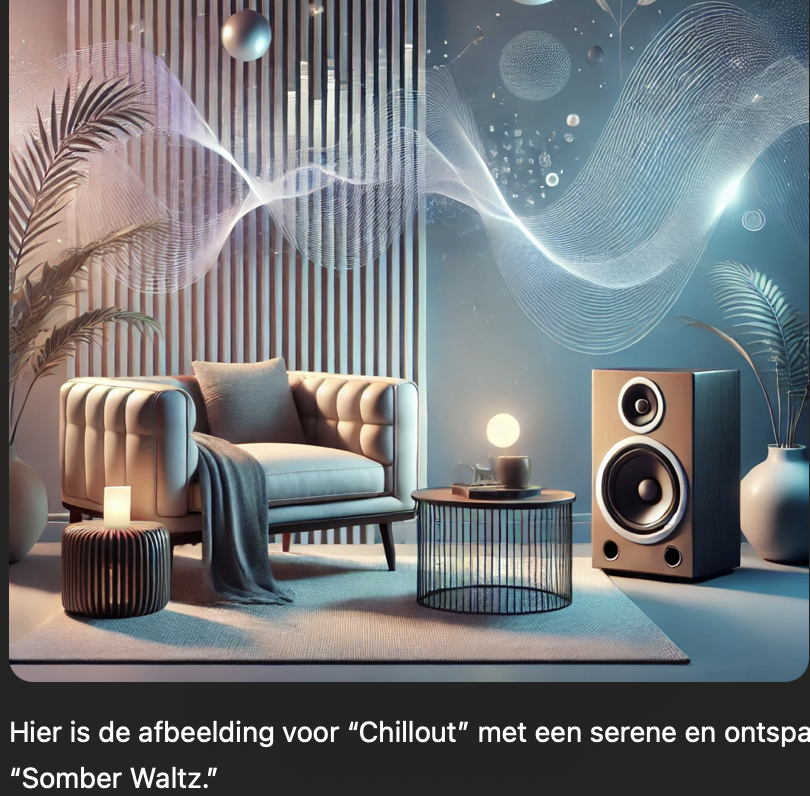 Hier is de afbeelding voor “Chillout” met een serene en ontspa
“Somber Waltz.”